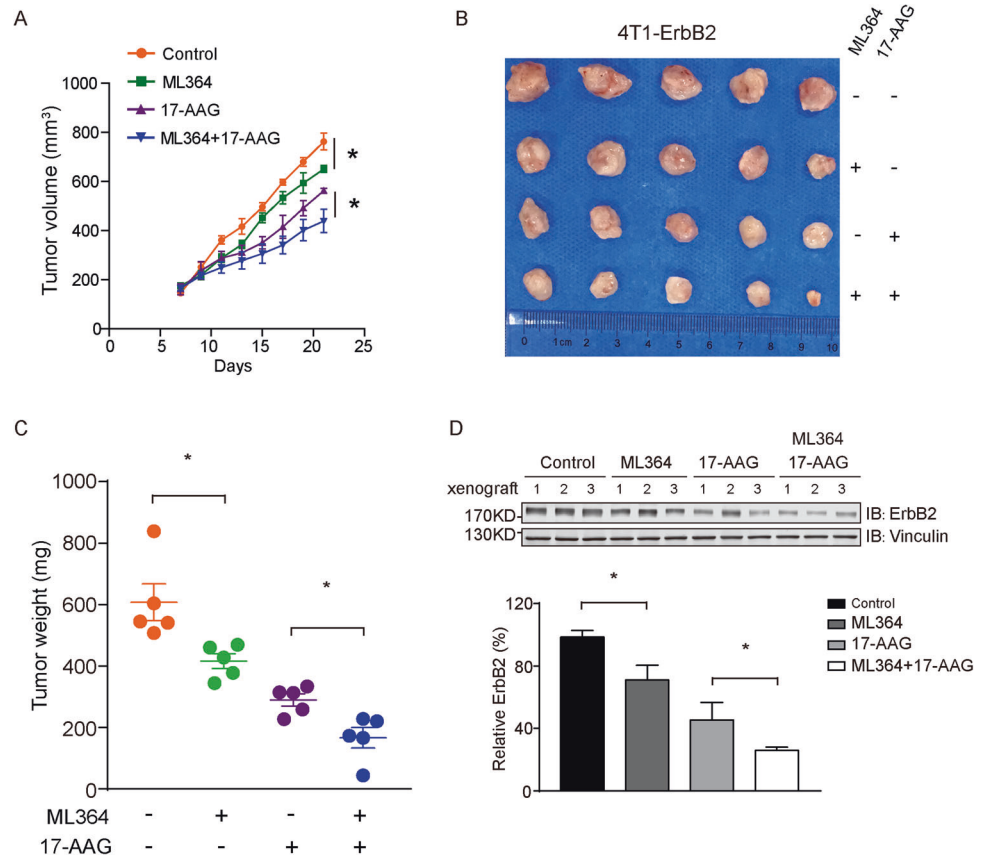 A
Control
ML364
17-AAG
ML364+17-AAG
Tumor volume (mm³)
1000
800
600
400
200
0
*
*
0 5 10 15 20 25
Days
B
4T1-ErbB2
ML364
17-AAG
- -
+ -
- +
+ +
0 1cm 2 3 4 5 6 7 8 9 10
C
Tumor weight (mg)
1000
800
600
400
200
0
*
*
ML364 - + - +
17-AAG - - + +
D
ML364
Control ML364 17-AAG 17-AAG
xenograft 1 2 3 1 2 3 1 2 3 1 2 3
170KD IB: ErbB2
130KD IB: Vinculin
Relative ErbB2 (%)
120
80
40
0
*
*
Control
ML364
17-AAG
ML364+17-AAG